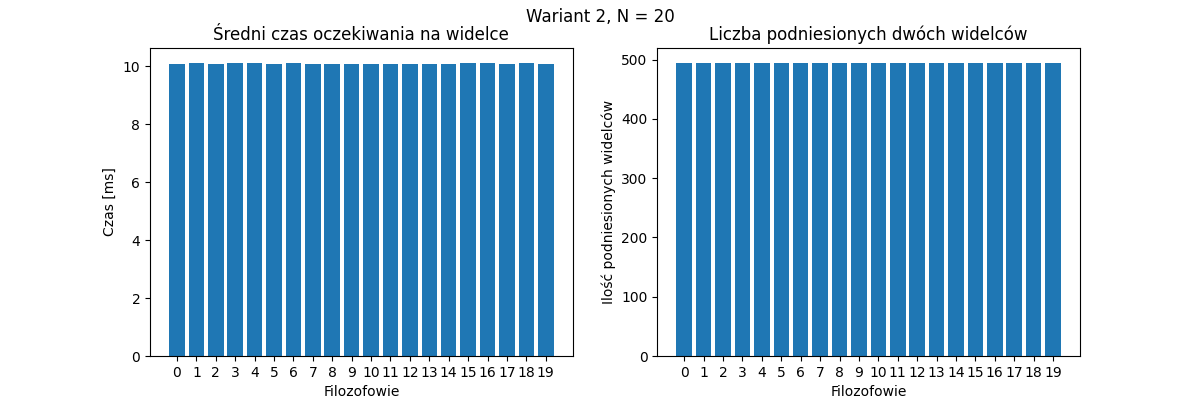 Wariant 2, N = 20
Średni czas oczekiwania na widelce
Czas [ms]
10
8
6
4
2
0
0 1 2 3 4 5 6 7 8 9 10 11 12 13 14 15 16 17 18 19
Filozofowie
Liczba podniesionych dwóch widelców
Ilość podniesionych widelców
500
400
300
200
100
0
0 1 2 3 4 5 6 7 8 9 10 11 12 13 14 15 16 17 18 19
Filozofowie